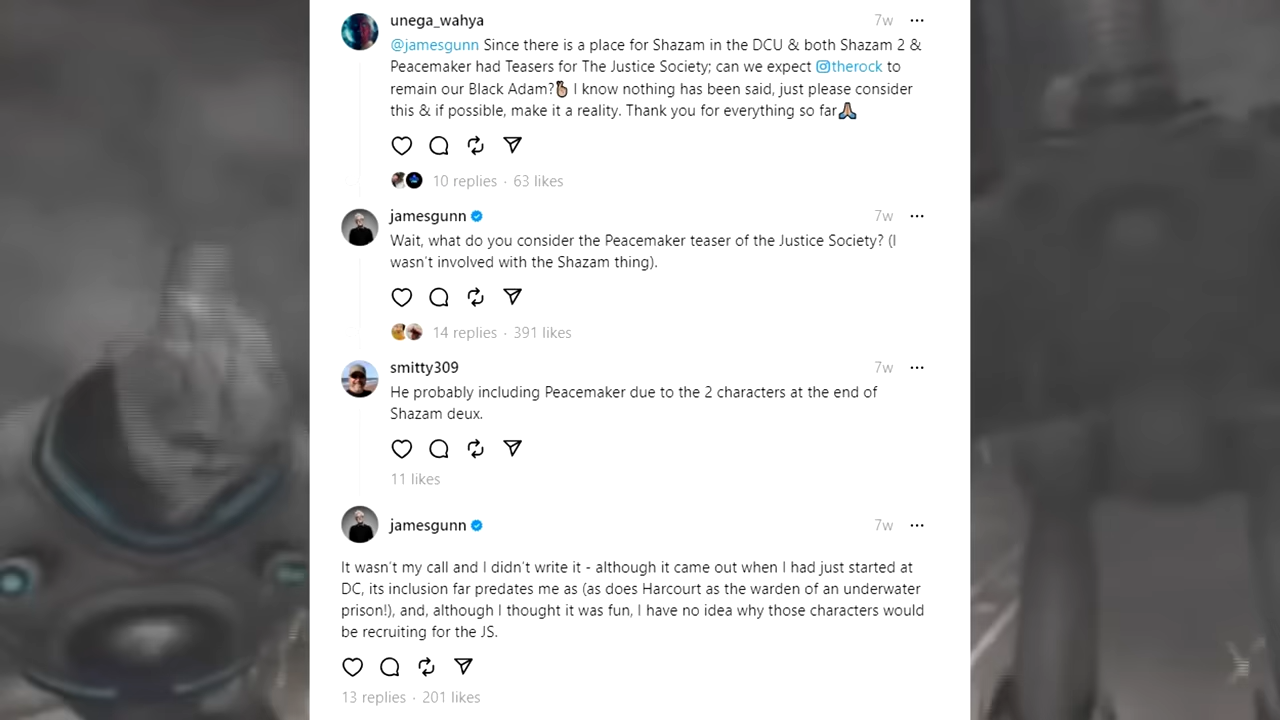 unega_wahya 7w
@jamesgunn Since there is a place for Shazam in the DCU & both Shazam 2 &
Peacemaker had Teasers for The Justice Society; can we expect therock to
remain our Black Adam? I know nothing has been said, just please consider
this & if possible, make it a reality. Thank you for everything so far
10 replies · 63 likes
jamesgunn 7w
Wait, what do you consider the Peacemaker teaser of the Justice Society? (I
wasn't involved with the Shazam thing).
14 replies · 391 likes
smitty309 7w
He probably including Peacemaker due to the 2 characters at the end of
Shazam deux.
11 likes
jamesgunn 7w
It wasn't my call and I didn't write it - although it came out when I had just started at
DC, its inclusion far predates me as (as does Harcourt as the warden of an underwater
prison!), and, although I thought it was fun, I have no idea why those characters would
be recruiting for the JS.
13 replies · 201 likes